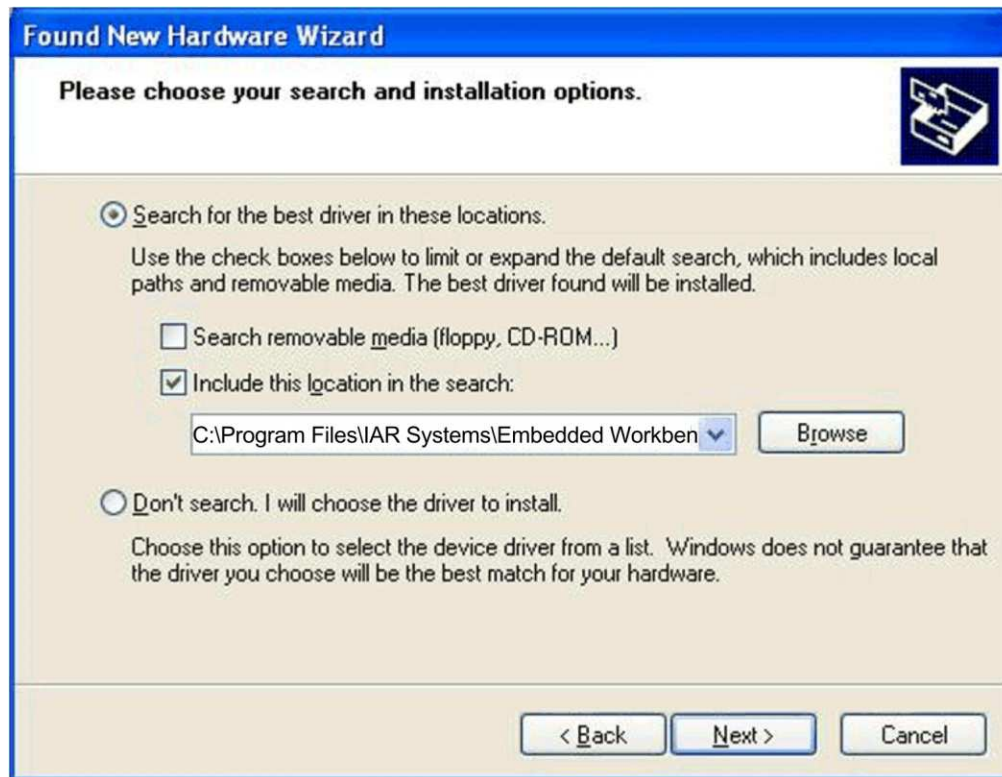 Found New Hardware Wizard
Please choose your search and installation options.
Search for the best driver in these locations.
Use the check boxes below to limit or expand the default search, which includes local
paths and removable media. The best driver found will be installed.
Search removable media (floppy, CD-ROM...)
Include this location in the search:
C:\Program Files\IAR Systems\Embedded Workben
Browse
Don't search. I will choose the driver to install.
Choose this option to select the device driver from a list. Windows does not guarantee that
the driver you choose will be the best match for your hardware.
< Back
Next >
Cancel